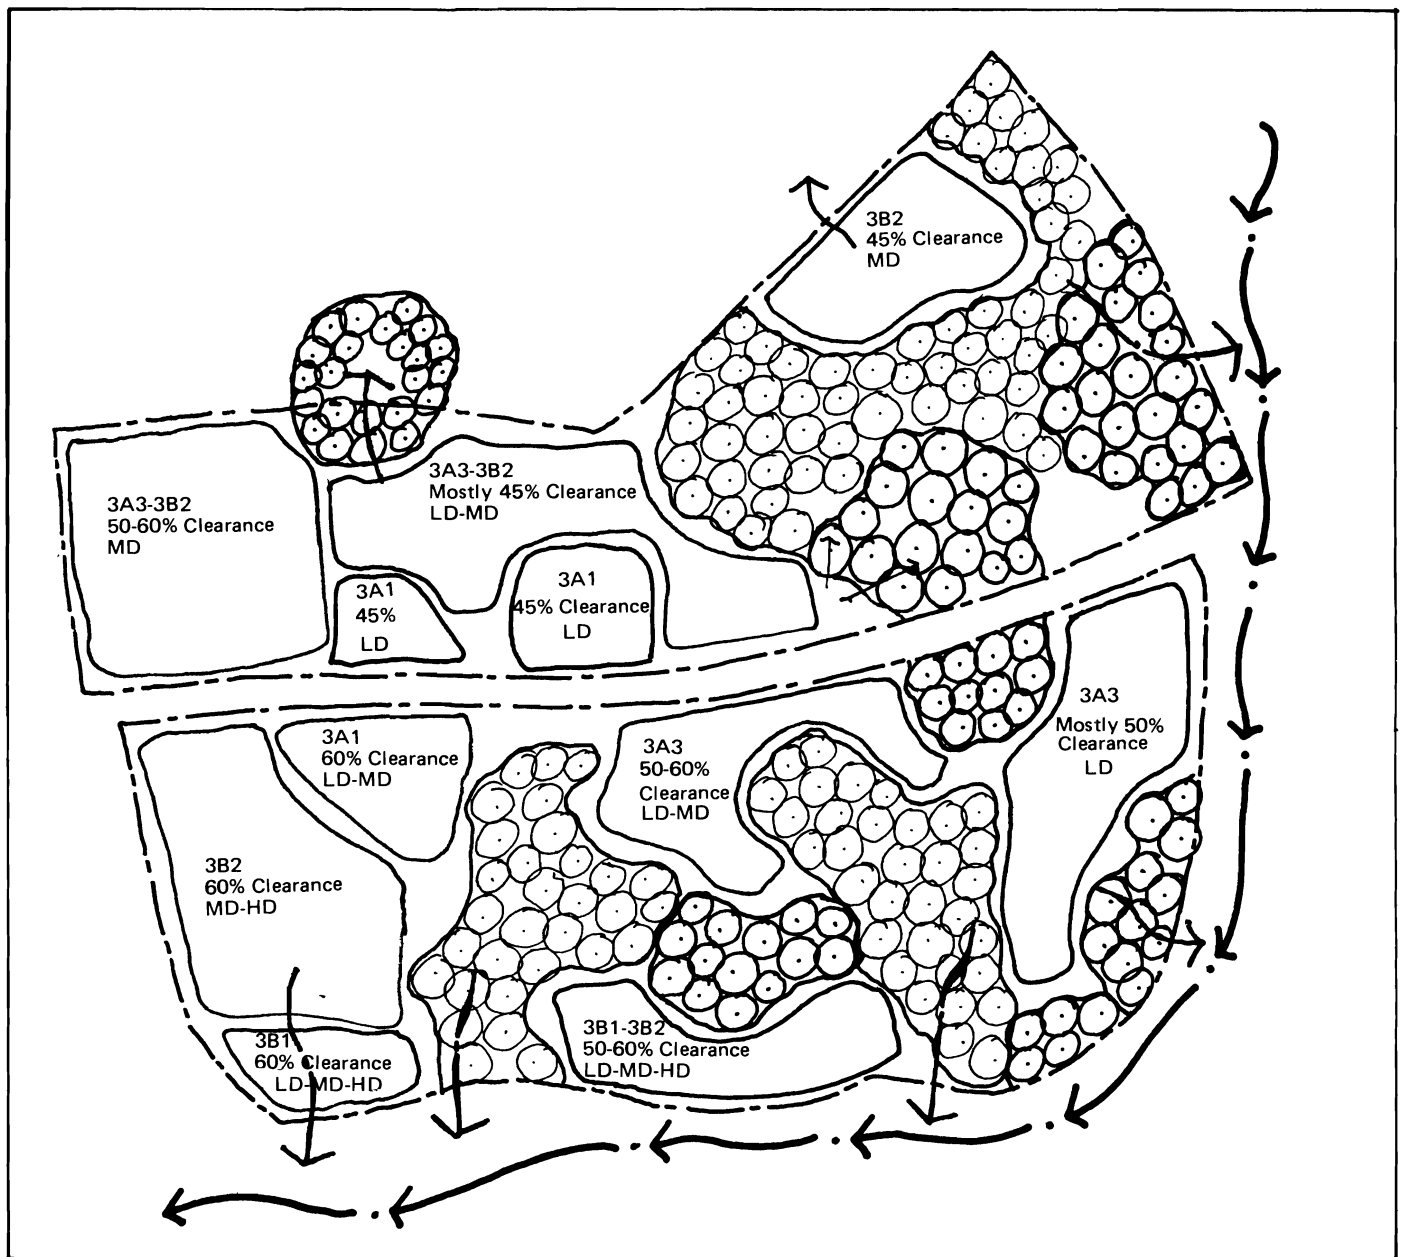 3B2
45% Clearance
MD
3A3-3B2
50-60% Clearance
MD
3A3-3B2
Mostly 45% Clearance
LD-MD
3A1
45%
LD
3A1
45% Clearance
LD
3A1
60% Clearance
LD-MD
3A3
50-60%
Clearance
LD-MD
3A3
Mostly 50%
Clearance
LD
3B2
60% Clearance
MD-HD
3B1
60% Clearance
LD-MD-HD
3B1-3B2
50-60% Clearance
LD-MD-HD